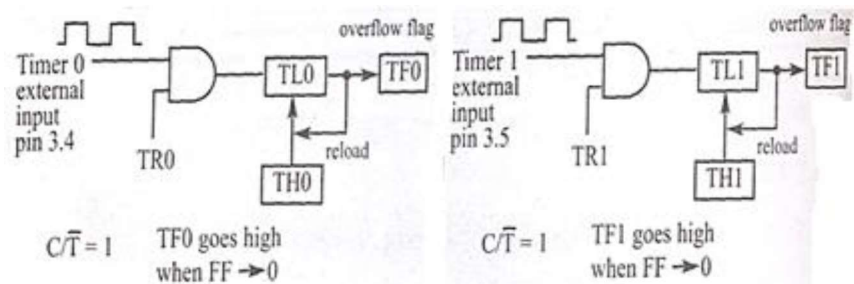 overflow flag
Timer 0
external
input
pin 3.4
TL0
TF0
TR0
reload
TH0
C/T̅ = 1
TF0 goes high
when FF → 0
overflow flag
Timer 1
external
input
pin 3.5
TL1
TF1
TR1
reload
TH1
C/T̅ = 1
TF1 goes high
when FF → 0